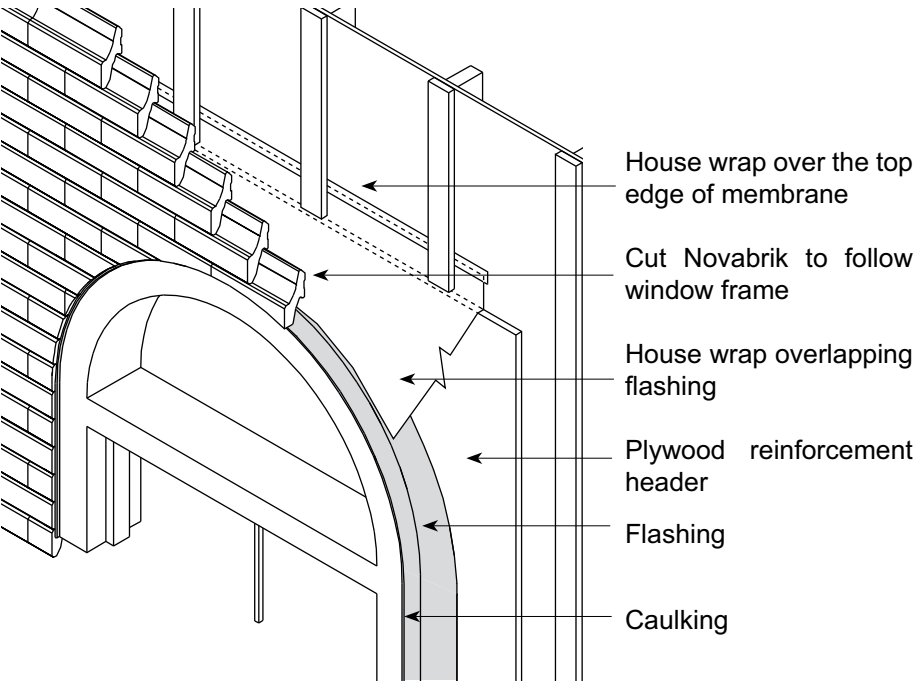 House wrap over the top
edge of membrane
Cut Novabrik to follow
window frame
House wrap overlapping
flashing
Plywood reinforcement
header
Flashing
Caulking